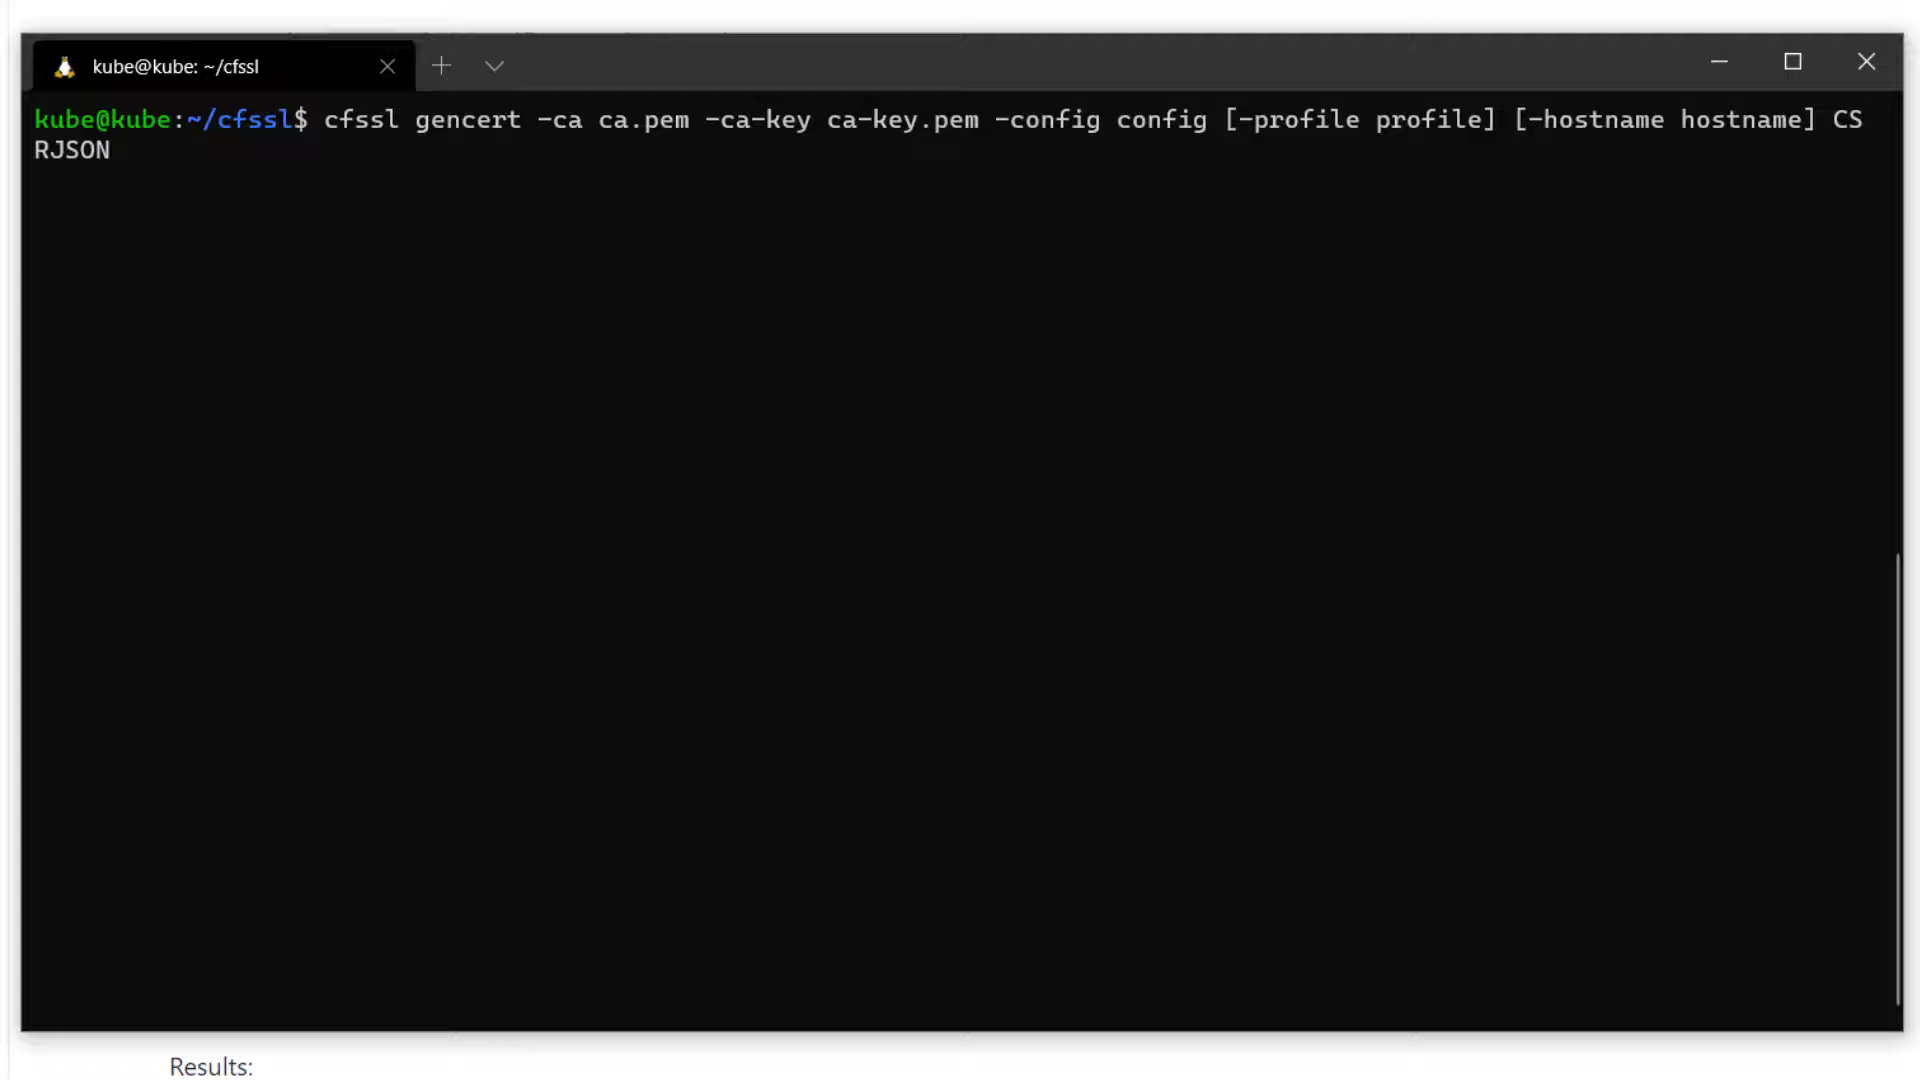 kube@kube: ~/cfssl
kube@kube:~/cfssl$ cfssl gencert -ca ca.pem -ca-key ca-key.pem -config config [-profile profile] [-hostname hostname] CS
RJSON
Results: